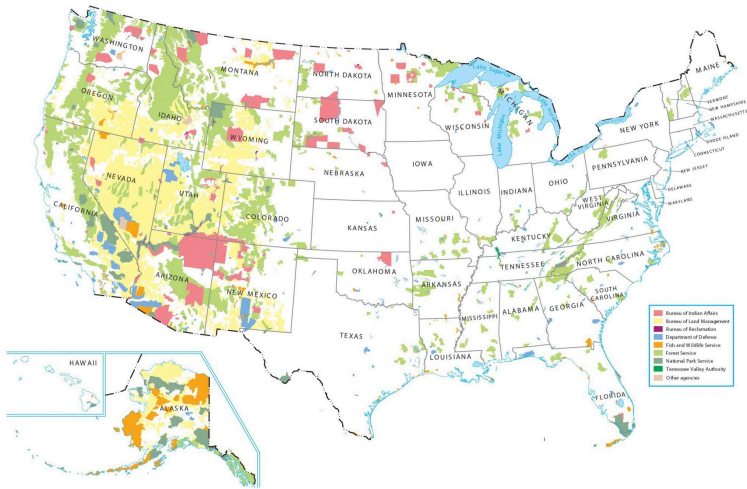 WASHINGTON
MONTANA
NORTH DAKOTA
MINNESOTA
Lake Superior
MICHIGAN
MAINE
OREGON
IDAHO
WYOMING
SOUTH DAKOTA
WISCONSIN
Lake Michigan
NEW YORK
VERMONT
NEW HAMPSHIRE
MASSACHUSETTS
RHODE ISLAND
CONNECTICUT
NEW JERSEY
NEBRASKA
IOWA
PENNSYLVANIA
NEVADA
UTAH
COLORADO
ILLINOIS
INDIANA
OHIO
DELAWARE
MARYLAND
WEST
VIRGINIA
VIRGINIA
CALIFORNIA
KANSAS
MISSOURI
KENTUCKY
ARIZONA
NEW MEXICO
OKLAHOMA
ARKANSAS
TENNESSEE
NORTH CAROLINA
SOUTH
CAROLINA
TEXAS
MISSISSIPPI
ALABAMA
GEORGIA
LOUISIANA
FLORIDA
HAWAII
ALASKA
Bureau of Indian Affairs
Bureau of Land Management
Bureau of Reclamation
Department of Defense
Fish and Wildlife Service
Forest Service
National Park Service
Tennessee Valley Authority
Other agencies